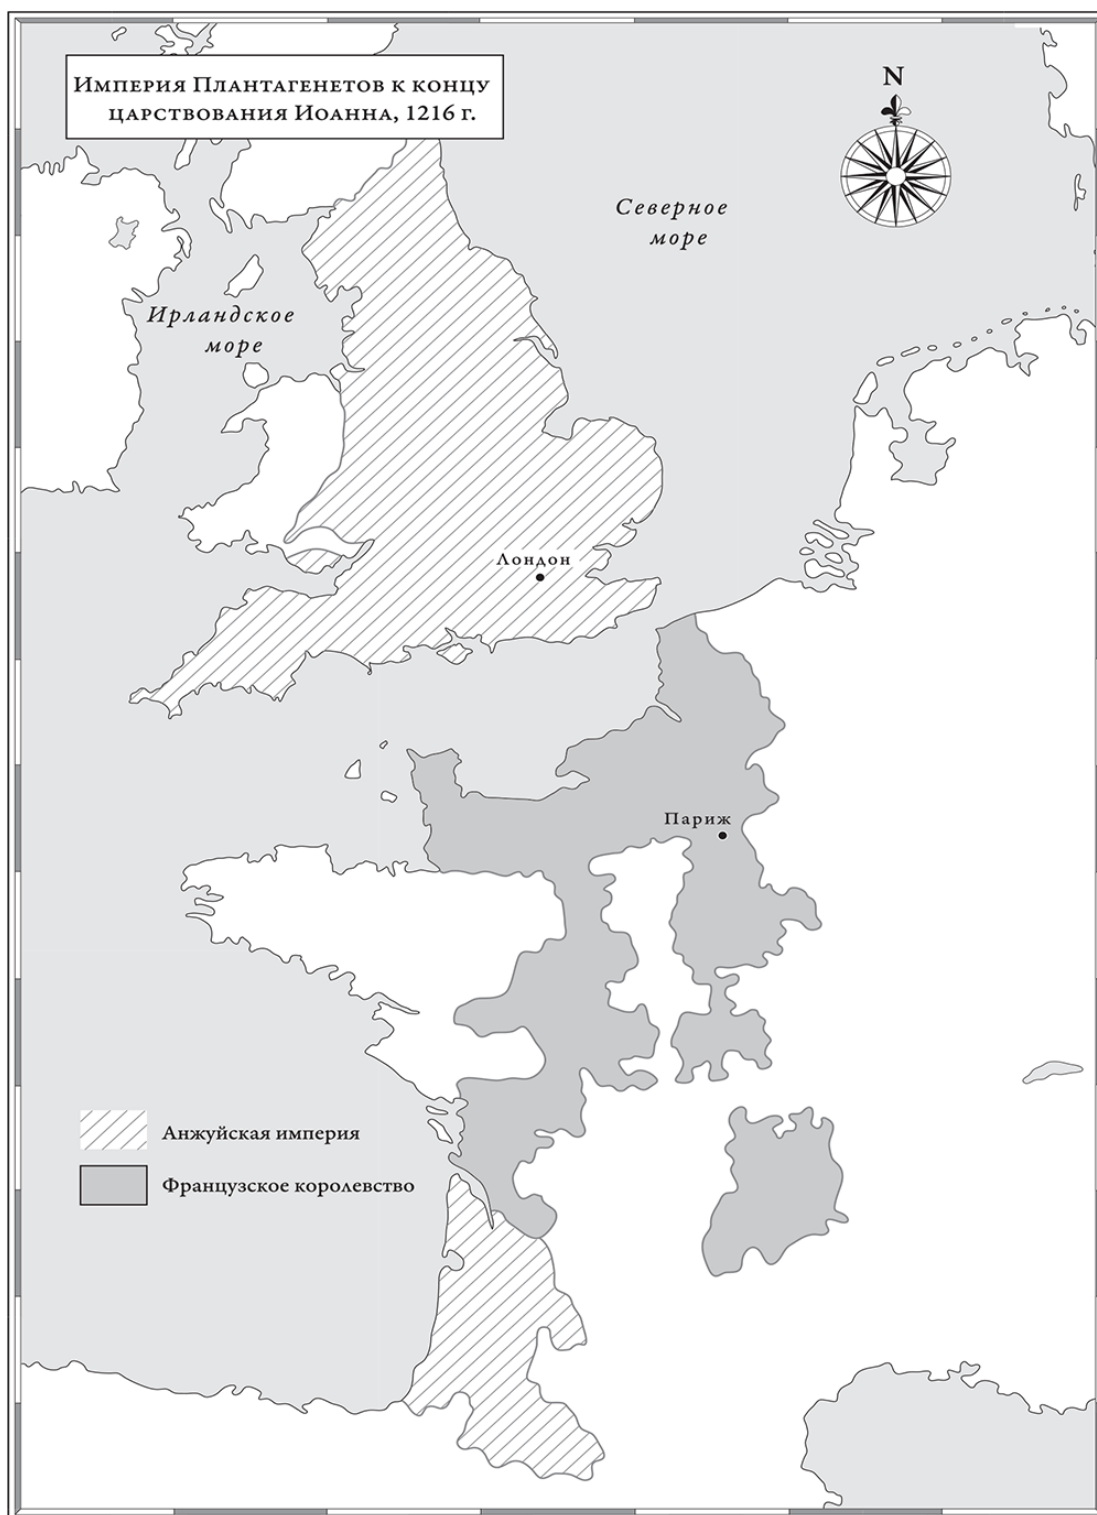 Империя Плантагенетов к концу
царствования Иоанна, 1216 г.
N
Северное
море
Ирландское
море
Лондон
Париж
Анжуйская империя
Французское королевство